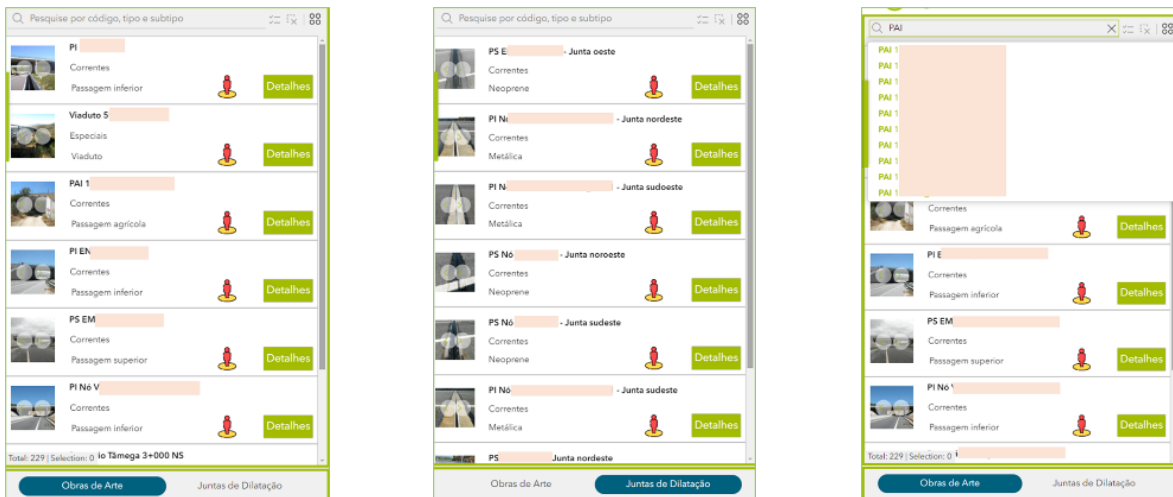 Pesquise por código, tipo e subtipo
PI
Correntes
Passagem inferior
Detalhes
Viaduto 5
Especiais
Viaduto
Detalhes
PAI 1
Correntes
Passagem agrícola
Detalhes
PI EN
Correntes
Passagem inferior
Detalhes
PS EM
Correntes
Passagem superior
Detalhes
PI Nó V
Correntes
Passagem inferior
Detalhes
Total: 229 | Selection: 0 io Tâmega 3+000 NS
Obras de Arte Juntas de Dilatação
Pesquise por código, tipo e subtipo
PS E - Junta oeste
Correntes
Neoprene
Detalhes
PI N - Junta nordeste
Correntes
Metálica
Detalhes
PI N - Junta sudoeste
Correntes
Metálica
Detalhes
PS Nó - Junta noroeste
Correntes
Neoprene
Detalhes
PS Nó - Junta sudeste
Correntes
Neoprene
Detalhes
PI Nó - Junta sudeste
Correntes
Metálica
Detalhes
PS Junta nordeste
Obras de Arte Juntas de Dilatação
PAI
PAI 1
PAI 1
PAI 1
PAI 1
PAI 1
PAI 1
PAI 1
PAI 1
PAI 1
PAI 1
Correntes
Passagem agrícola
Detalhes
PI E
Correntes
Passagem inferior
Detalhes
PS EM
Correntes
Passagem superior
Detalhes
PI Nó
Correntes
Passagem inferior
Detalhes
Total: 229 | Selection: 0
Obras de Arte Juntas de Dilatação